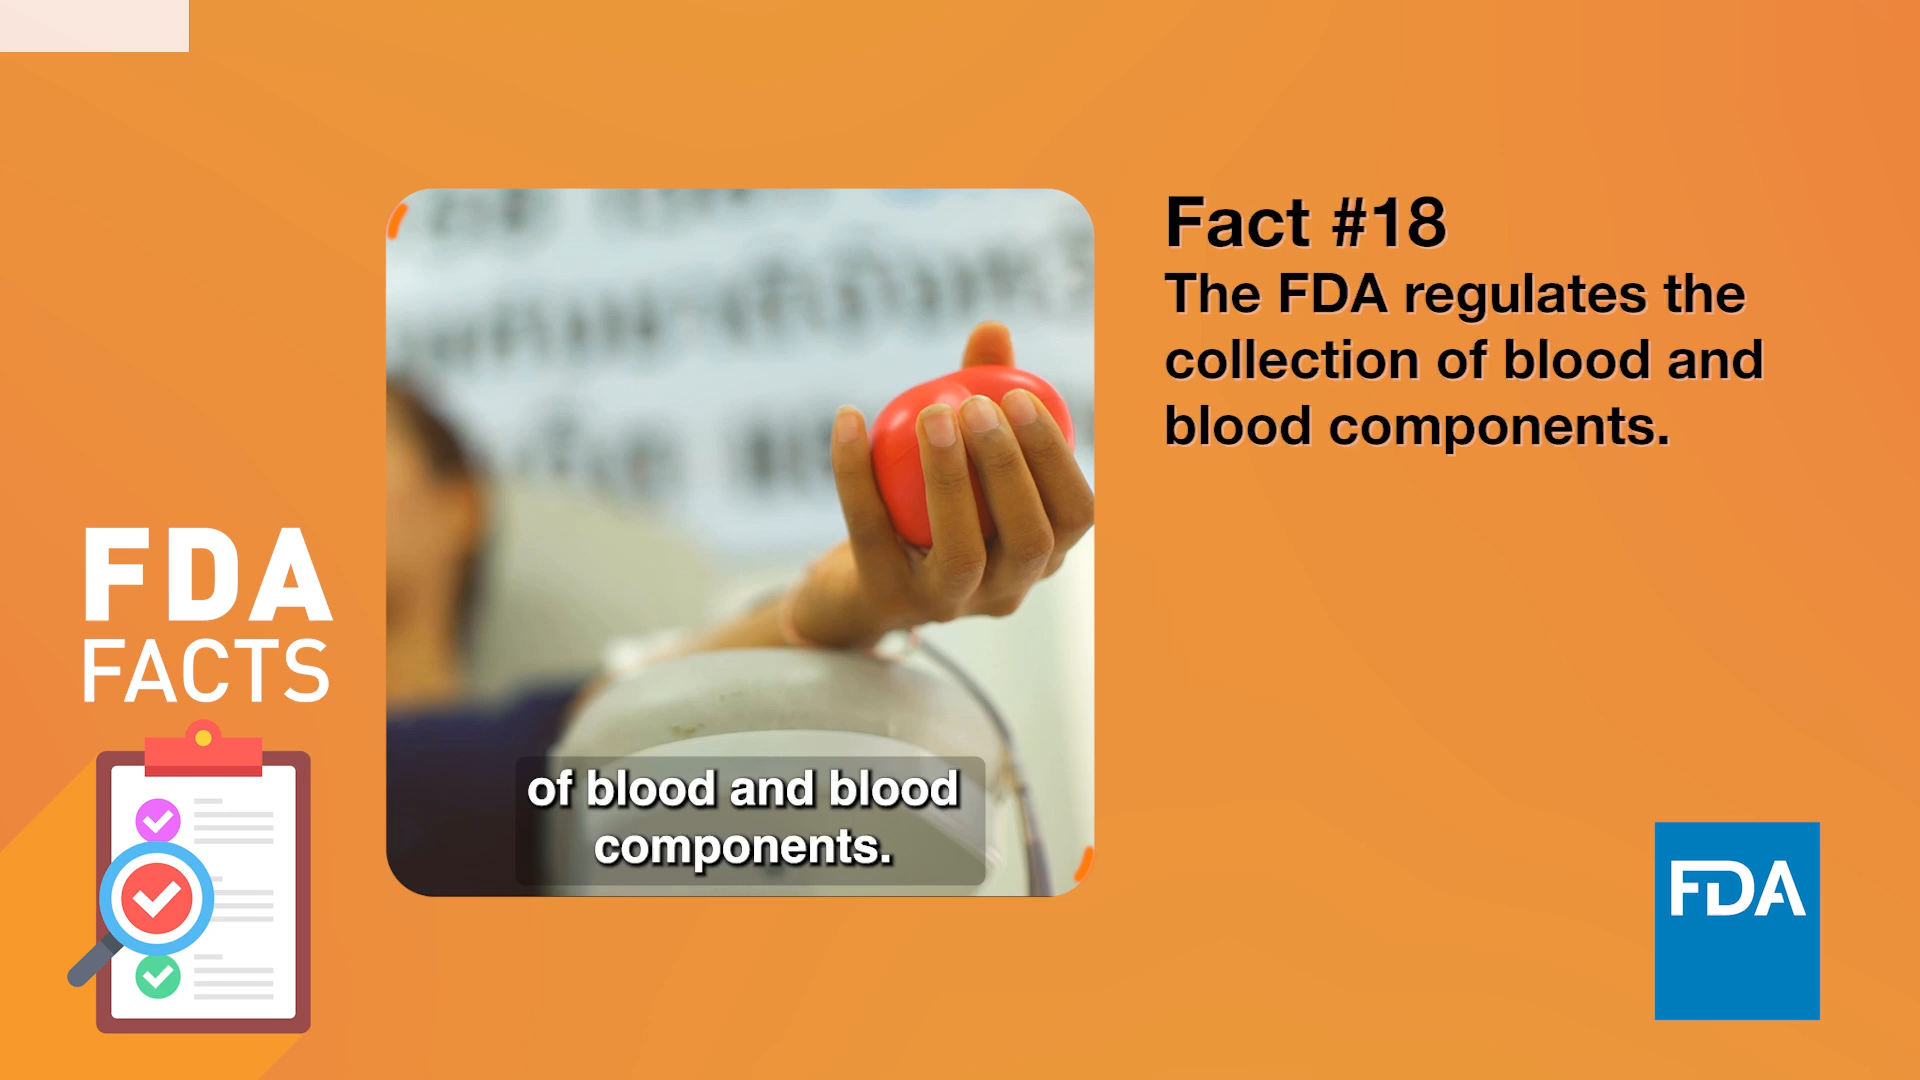 FDA
FACTS
of blood and blood
components.
Fact #18
The FDA regulates the
collection of blood and
blood components.
FDA